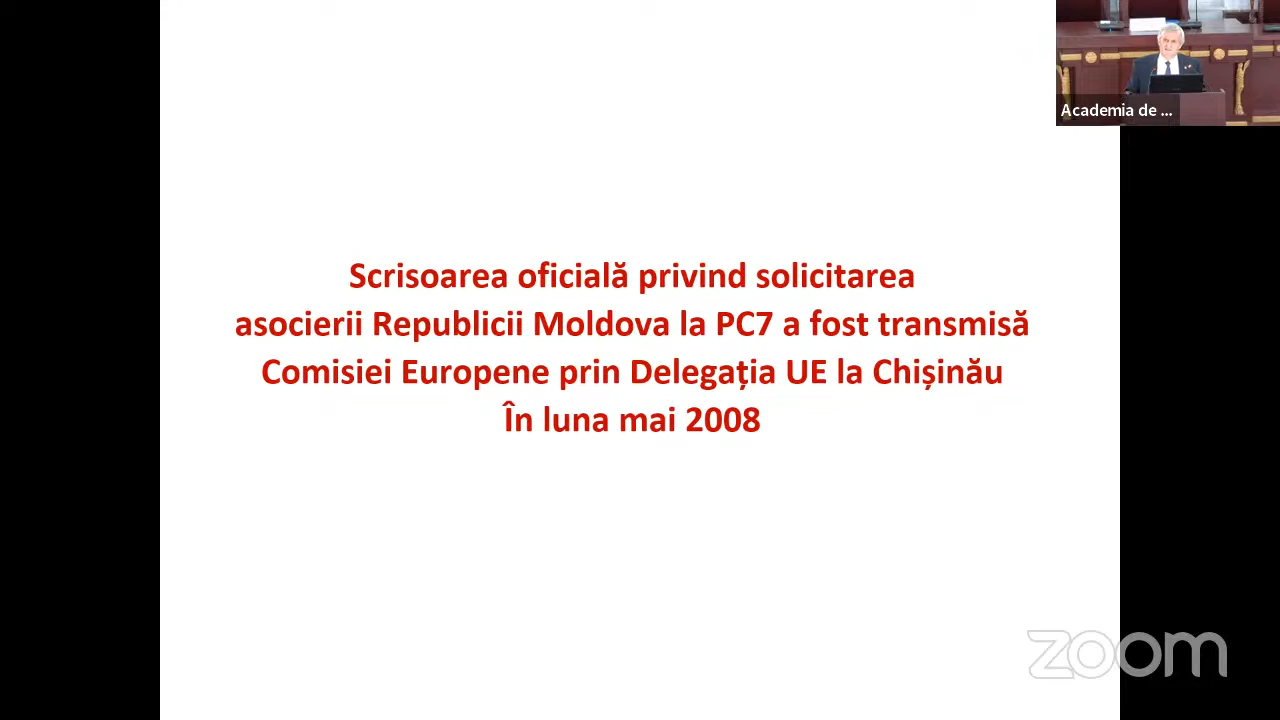 Academia de ...
Scrisoarea oficială privind solicitarea
asocierii Republicii Moldova la PC7 a fost transmisă
Comisiei Europene prin Delegația UE la Chișinău
În luna mai 2008
zoom